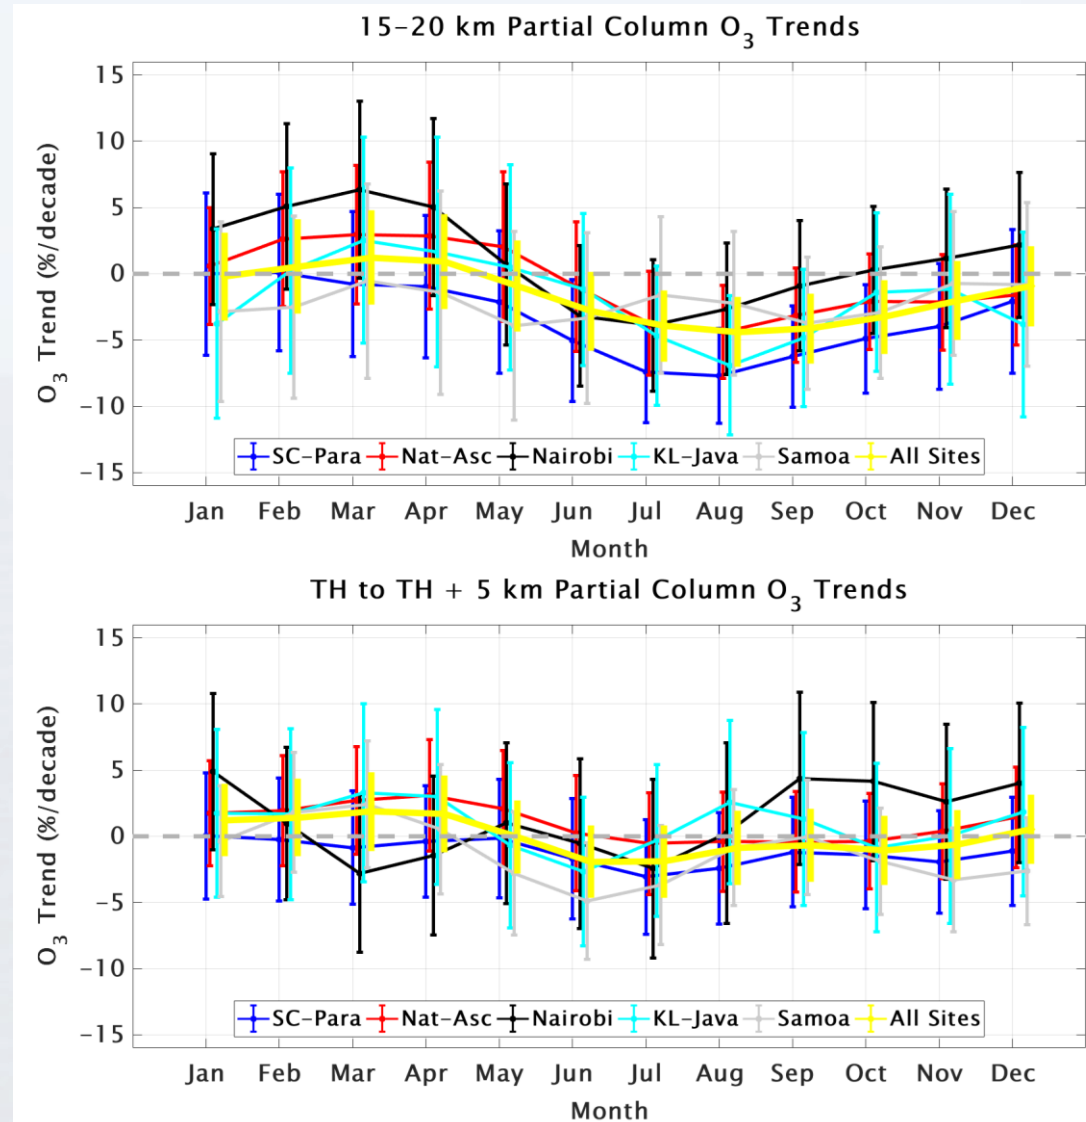 15–20 km Partial Column O3 Trends
O3 Trend (%/decade)
15
10
5
0
−5
−10
−15
SC–Para Nat–Asc Nairobi KL–Java Samoa All Sites
Jan Feb Mar Apr May Jun Jul Aug Sep Oct Nov Dec
Month
TH to TH + 5 km Partial Column O3 Trends
O3 Trend (%/decade)
15
10
5
0
−5
−10
−15
SC–Para Nat–Asc Nairobi KL–Java Samoa All Sites
Jan Feb Mar Apr May Jun Jul Aug Sep Oct Nov Dec
Month